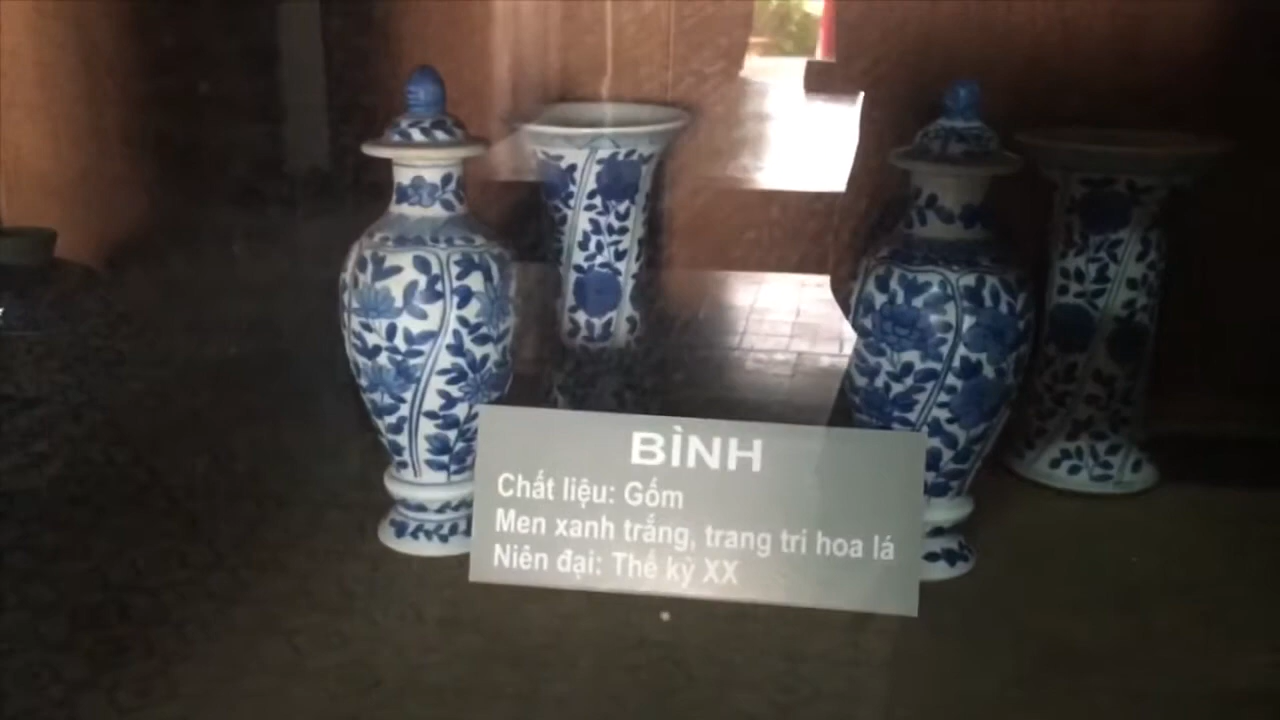 BÌNH
Chất liệu: Gốm
Men xanh trắng, trang trí hoa lá
Niên đại: Thế kỷ XX